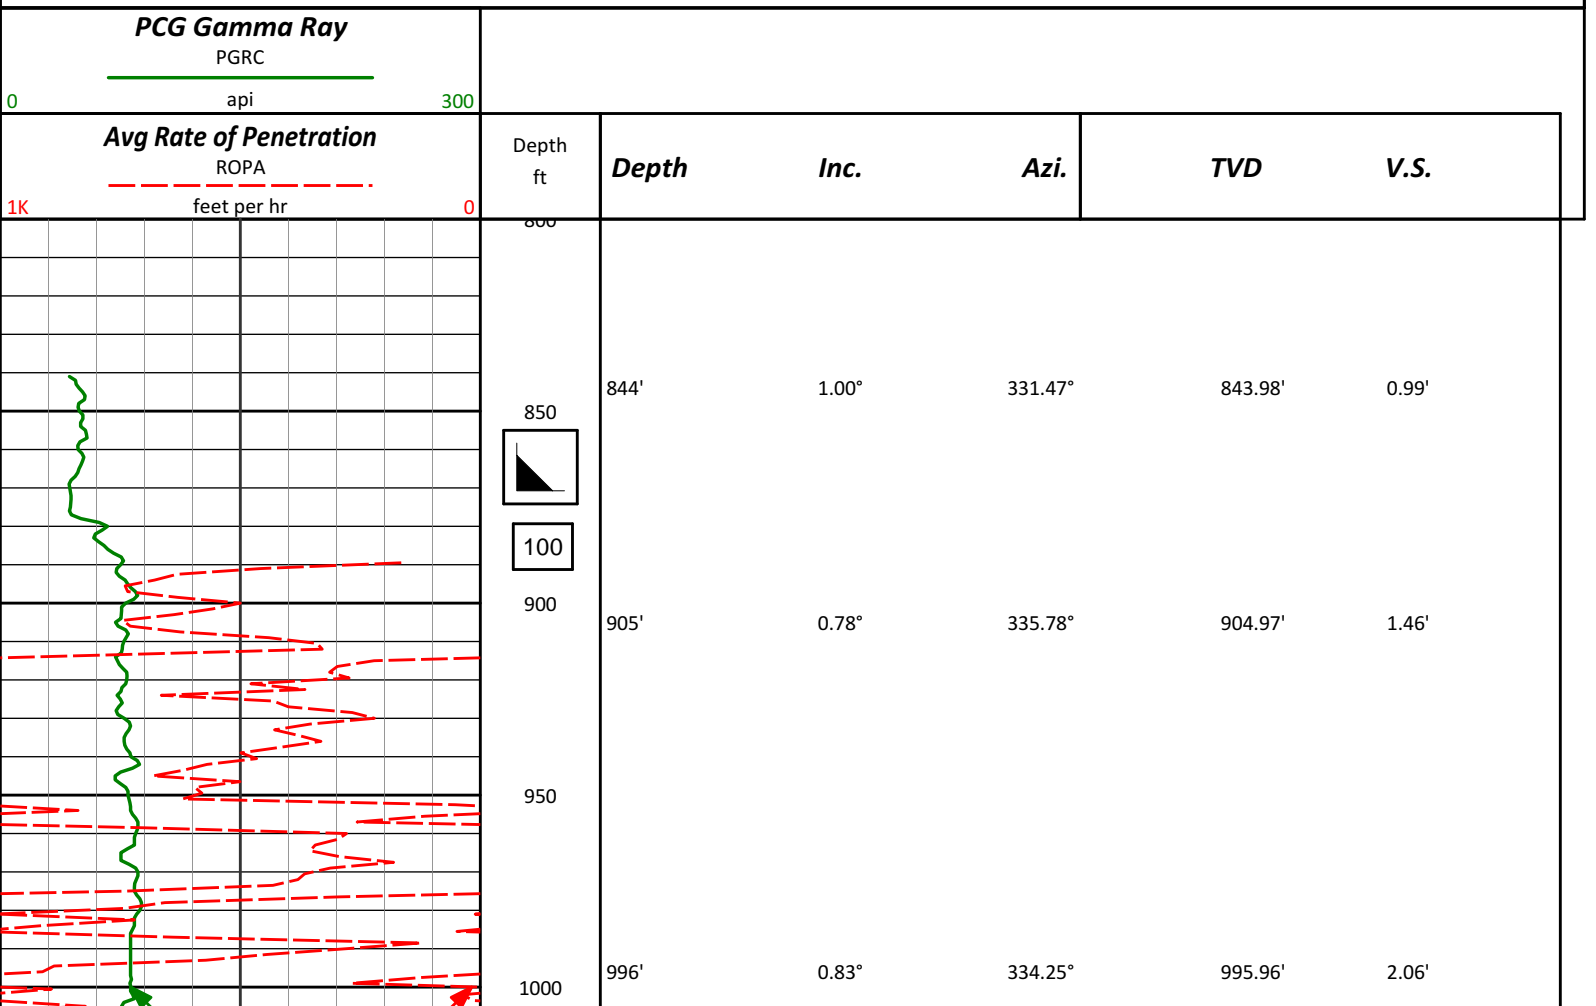 PCG Gamma Ray
PGRC
0 api 300
Avg Rate of Penetration
ROPA
1K feet per hr 0
Depth
ft
Depth Inc. Azi. TVD V.S.
800
844' 1.00° 331.47° 843.98' 0.99'
850
100
900
905' 0.78° 335.78° 904.97' 1.46'
950
996' 0.83° 334.25° 995.96' 2.06'
1000